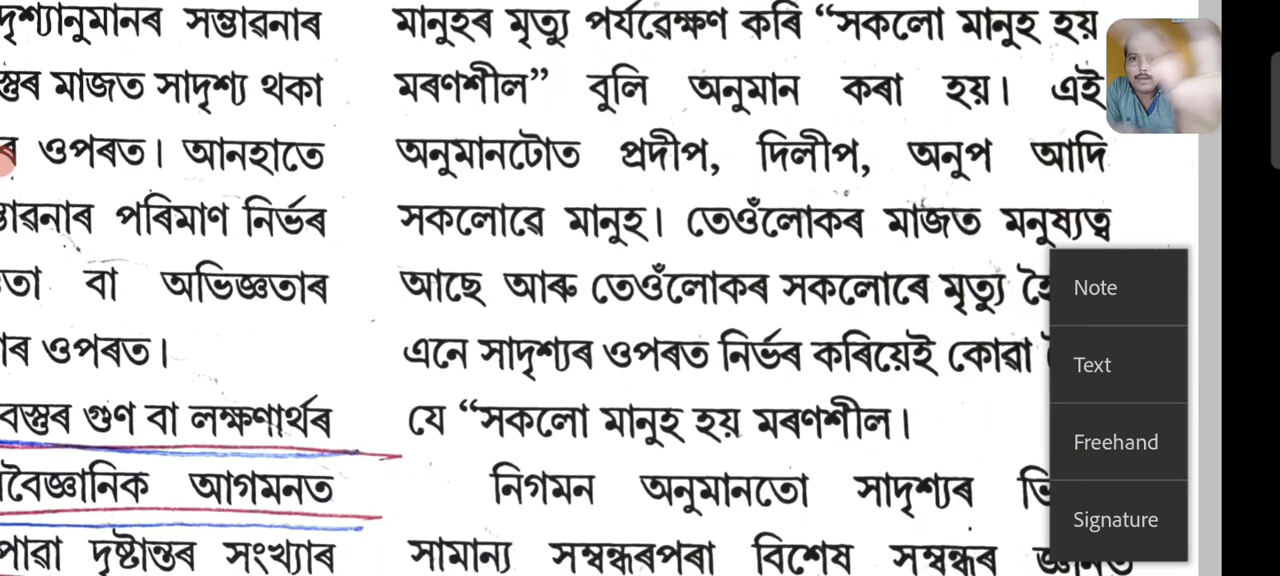 দৃশ্যানুমানৰ সম্ভাৱনাৰ
মাজত সাদৃশ্য থকা
ওপৰত। আনহাতে
পৰিমাণ নিৰ্ভৰ
বা অভিজ্ঞতাৰ
ওপৰত।
বস্তুৰ গুণ বা লক্ষণাৰ্থৰ
বৈজ্ঞানিক আগমনত
পোৱা দৃষ্টান্তৰ সংখ্যাৰ
মানুহৰ মৃত্যু পৰ্যৱেক্ষণ কৰি “সকলো মানুহ হয়
মৰণশীল” বুলি অনুমান কৰা হয়। এই
অনুমানটোত প্ৰদীপ, দিলীপ, অনুপ আদি
সকলোৱে মানুহ। তেওঁলোকৰ মাজত মনুষ্যত্ব
আছে আৰু তেওঁলোকৰ সকলোৰে মৃত্যু
এনে সাদৃশ্যৰ ওপৰত নিৰ্ভৰ কৰিয়েই কোৱা
যে “সকলো মানুহ হয় মৰণশীল।
নিগমন অনুমানতো সাদৃশ্যৰ
সামান্য সম্বন্ধৰপৰা বিশেষ সম্বন্ধৰ
Note
Text
Freehand
Signature